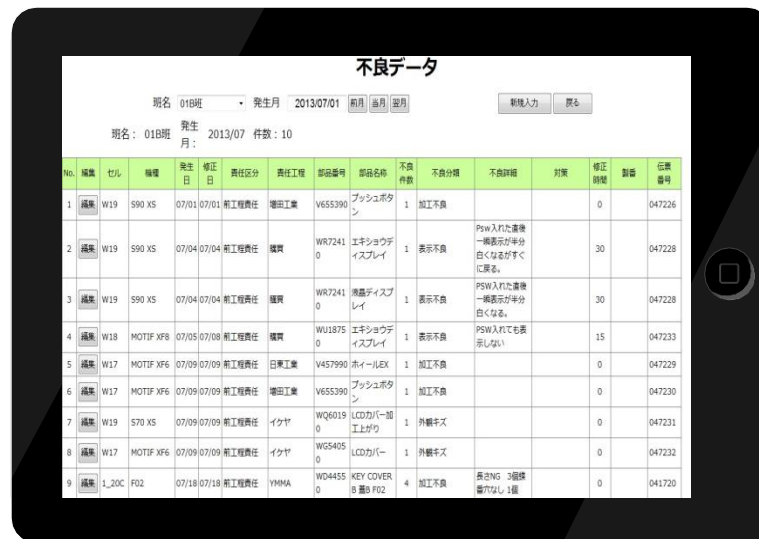 不良データ
班名 01B班 発生月 2013/07/01 前月 当月 翌月 新規入力 戻る
班名： 01B班 発生月： 2013/07 件数：10
No. 編集 セル 機種 発生日 修正日 責任区分 責任工程 部品番号 部品名称 不良件数 不良分類 不良詳細 対策 修正時間 製番 伝票番号
1 編集 W19 S90 XS 07/01 07/01 前工程責任 増田工業 V655390 プッシュボタン 1 加工不良 0 047226
2 編集 W19 S90 XS 07/04 07/04 前工程責任 購買 WR72410 エキショウディスプレイ 1 表示不良 Psw入れた直後一瞬表示が半分白くなるがすぐに戻る。 30 047228
3 編集 W19 S90 XS 07/04 07/04 前工程責任 購買 WR72410 液晶ディスプレイ 1 表示不良 PSW入れた直後一瞬表示が半分白くなる。 30 047228
4 編集 W18 MOTIF XF8 07/05 07/08 前工程責任 購買 WU18750 エキショウディスプレイ 1 表示不良 PSW入れても表示しない 15 047233
5 編集 W17 MOTIF XF6 07/09 07/09 前工程責任 日東工業 V457990 ホィールEX 1 加工不良 0 047229
6 編集 W17 MOTIF XF6 07/09 07/09 前工程責任 増田工業 V655390 プッシュボタン 1 加工不良 0 047230
7 編集 W19 S70 XS 07/09 07/09 前工程責任 イケヤ WQ60190 LCDカバー加工上がり 1 外観キズ 0 047231
8 編集 W17 MOTIF XF6 07/09 07/09 前工程責任 イケヤ WG54050 LCDカバー 1 外観キズ 0 047232
9 編集 1_20C F02 07/18 07/18 前工程責任 YMMA WD44550 KEY COVER B 蓋B F02 4 加工不良 長さNG 3個蝶番穴なし 1個 0 041720